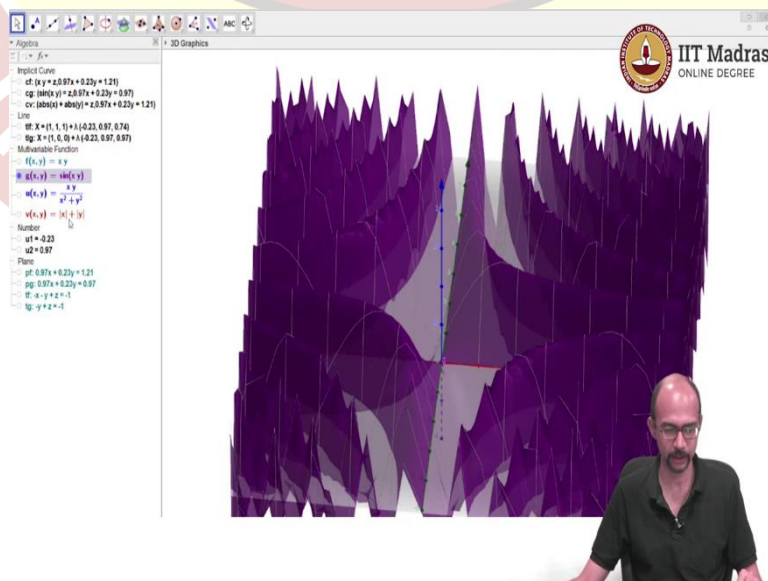 ABC
Algebra
3D Graphics
Implicit Curve
cf: (x y = z,0.97x + 0.23y = 1.21)
cg: (sin(x y) = z,0.97x + 0.23y = 0.97)
cv: (abs(x) + abs(y) = z,0.97x + 0.23y = 1.21)
Line
tlf: X = (1, 1, 1) + λ (-0.23, 0.97, 0.74)
tlg: X = (1, 0, 0) + λ (-0.23, 0.97, 0.97)
Multivariable Function
f(x, y) = x y
g(x, y) = sin(x y)
u(x, y) = x y / x² + y²
v(x, y) = |x| + |y|
Number
u1 = -0.23
u2 = 0.97
Plane
pf: 0.97x + 0.23y = 1.21
pg: 0.97x + 0.23y = 0.97
tf: -x - y + z = -1
tg: -y + z = -1
IIT Madras
ONLINE DEGREE